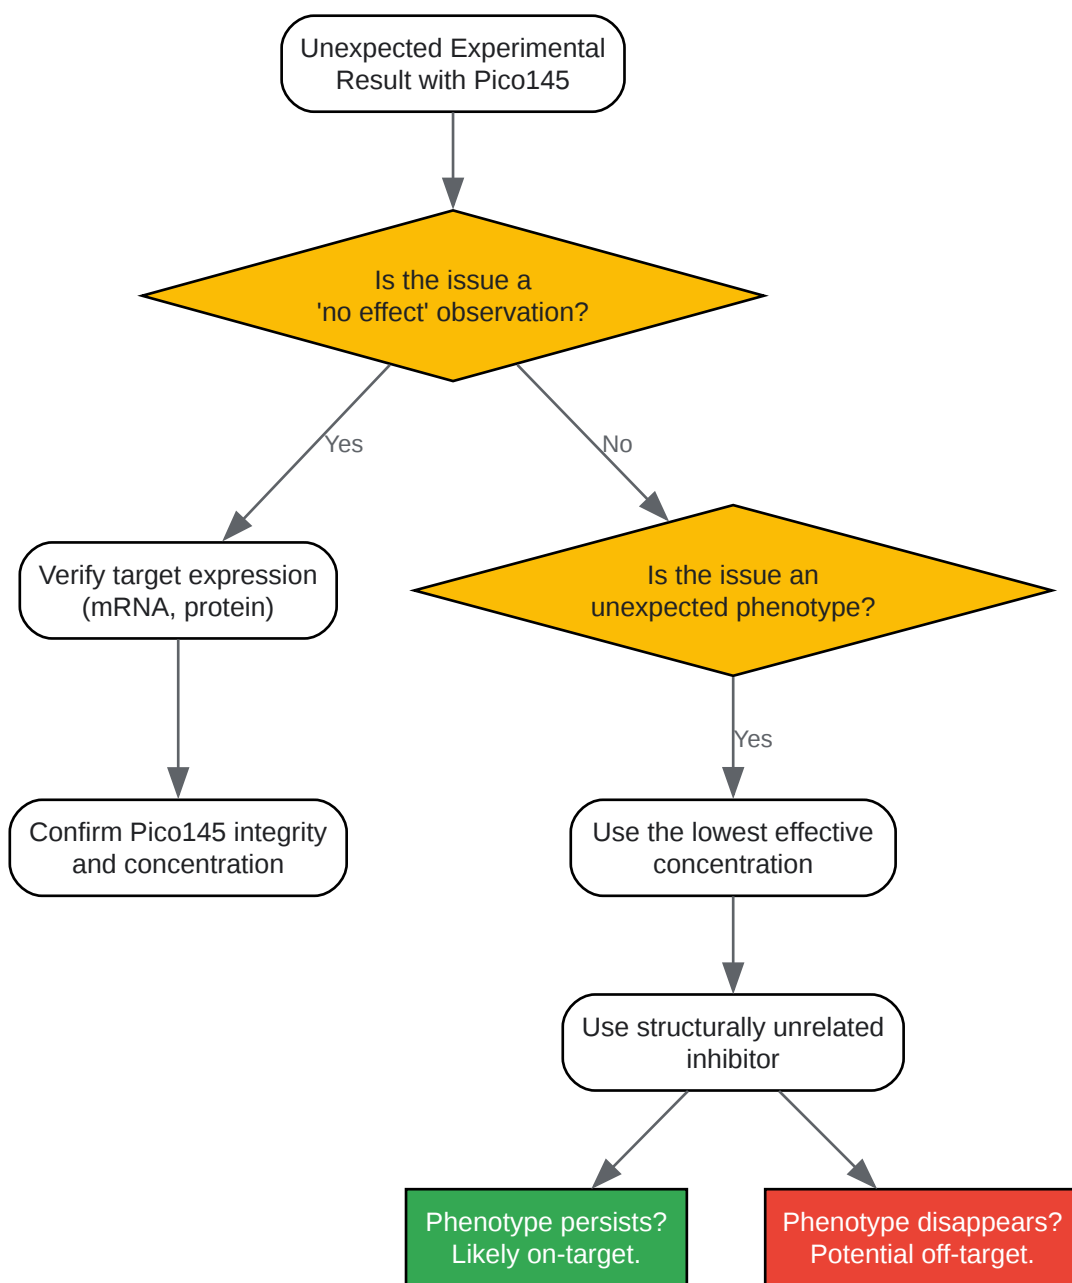 Unexpected Experimental
Result with Pico145
Is the issue a
'no effect' observation?
Yes
No
Verify target expression
(mRNA, protein)
Is the issue an
unexpected phenotype?
Yes
Confirm Pico145 integrity
and concentration
Use the lowest effective
concentration
Use structurally unrelated
inhibitor
Phenotype persists?
Likely on-target.
Phenotype disappears?
Potential off-target.